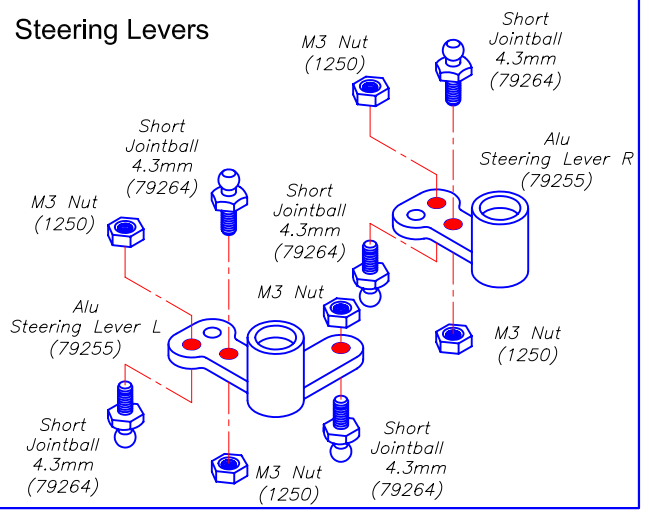 Steering Levers
M3 Nut
(1250)
Short
Jointball
4.3mm
(79264)
Alu
Steering Lever R
(79255)
Short
Jointball
4.3mm
(79264)
M3 Nut
(1250)
Short
Jointball
4.3mm
(79264)
M3 Nut
Alu
Steering Lever L
(79255)
M3 Nut
(1250)
Short
Jointball
4.3mm
(79264)
M3 Nut
(1250)
Short
Jointball
4.3mm
(79264)